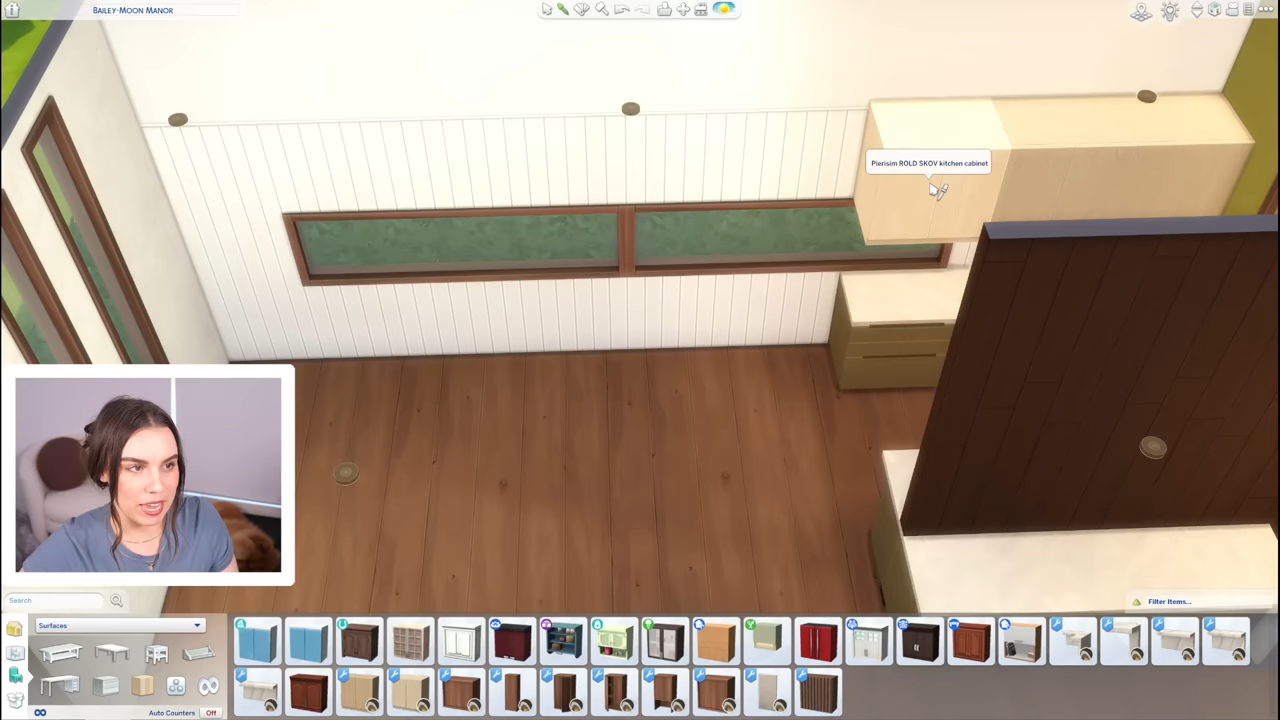 Bailey-Moon Manor
Pierisim ROLD SKOV kitchen cabinet
Search
Filter Items...
Surfaces
Auto Counters
Off